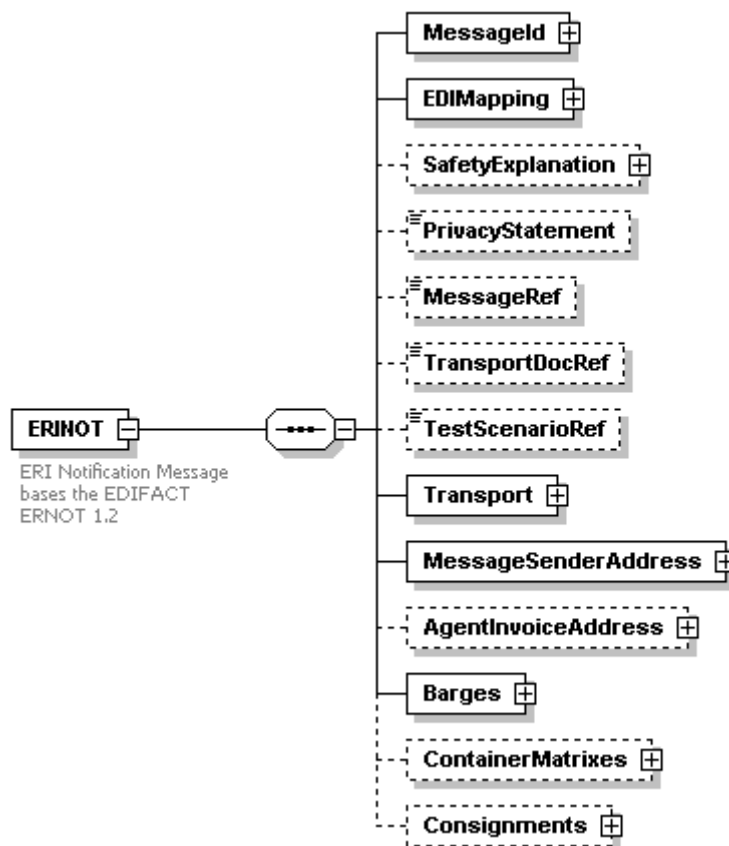 MessageId
EDIMapping
SafetyExplanation
PrivacyStatement
MessageRef
TransportDocRef
TestScenarioRef
ERINOT
ERI Notification Message
bases the EDIFACT
ERNOT 1.2
Transport
MessageSenderAddress
AgentInvoiceAddress
Barges
ContainerMatrixes
Consignments